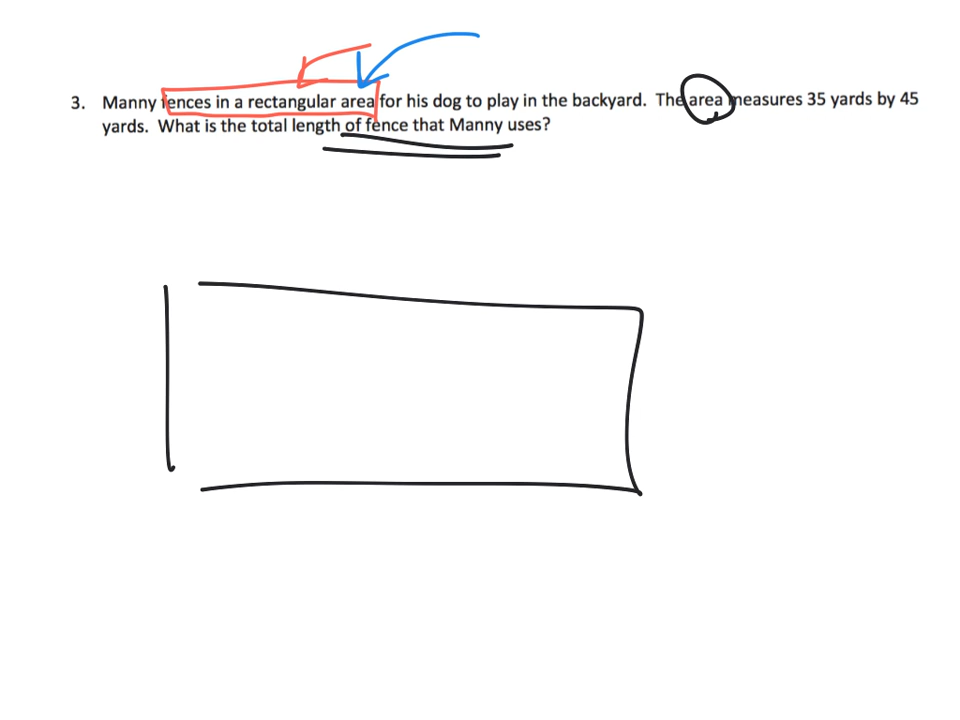 3. Manny fences in a rectangular area for his dog to play in the backyard. The area measures 35 yards by 45
yards. What is the total length of fence that Manny uses?